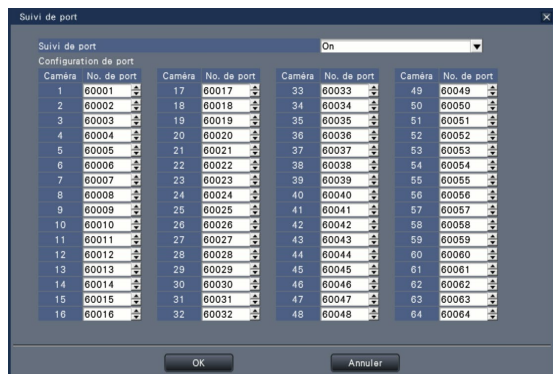 Suivi de port
Suivi de port On
Configuration de port
Caméra No. de port Caméra No. de port Caméra No. de port Caméra No. de port
1 60001 17 60017 33 60033 49 60049
2 60002 18 60018 34 60034 50 60050
3 60003 19 60019 35 60035 51 60051
4 60004 20 60020 36 60036 52 60052
5 60005 21 60021 37 60037 53 60053
6 60006 22 60022 38 60038 54 60054
7 60007 23 60023 39 60039 55 60055
8 60008 24 60024 40 60040 56 60056
9 60009 25 60025 41 60041 57 60057
10 60010 26 60026 42 60042 58 60058
11 60011 27 60027 43 60043 59 60059
12 60012 28 60028 44 60044 60 60060
13 60013 29 60029 45 60045 61 60061
14 60014 30 60030 46 60046 62 60062
15 60015 31 60031 47 60047 63 60063
16 60016 32 60032 48 60048 64 60064
OK Annuler